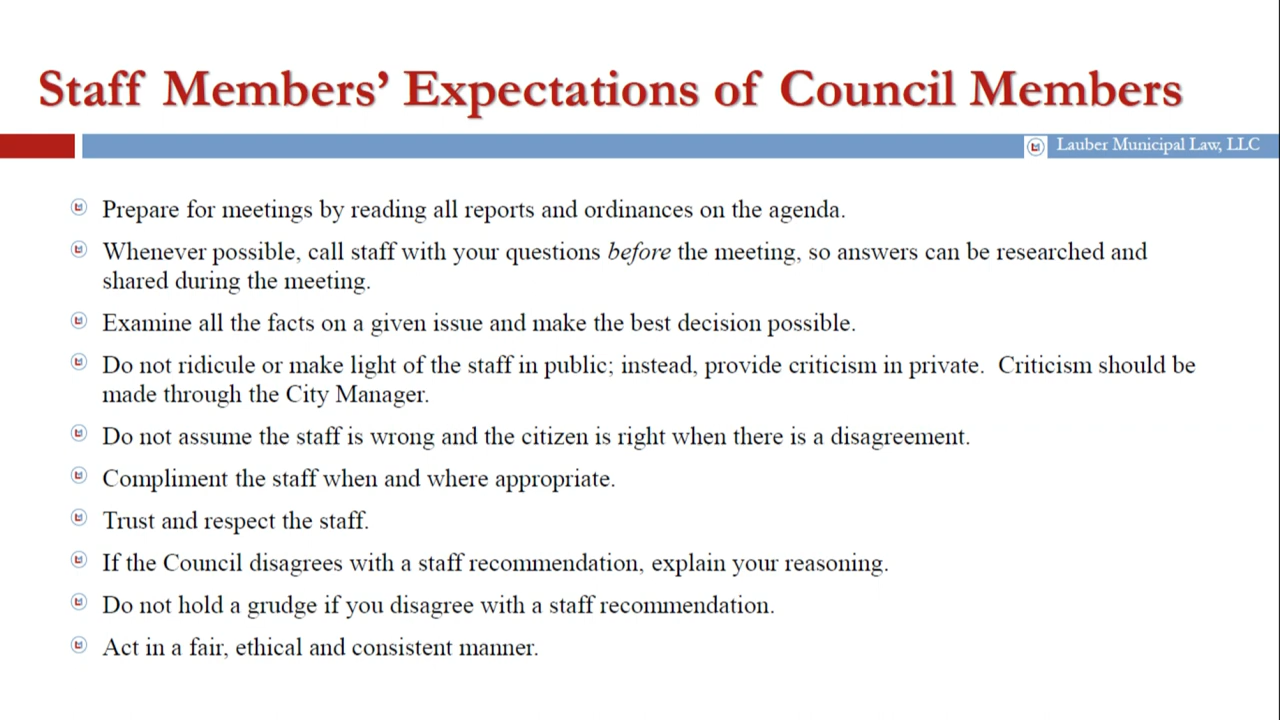 Staff Members’ Expectations of Council Members
Lauber Municipal Law, LLC
Prepare for meetings by reading all reports and ordinances on the agenda.
Whenever possible, call staff with your questions before the meeting, so answers can be researched and
shared during the meeting.
Examine all the facts on a given issue and make the best decision possible.
Do not ridicule or make light of the staff in public; instead, provide criticism in private.  Criticism should be
made through the City Manager.
Do not assume the staff is wrong and the citizen is right when there is a disagreement.
Compliment the staff when and where appropriate.
Trust and respect the staff.
If the Council disagrees with a staff recommendation, explain your reasoning.
Do not hold a grudge if you disagree with a staff recommendation.
Act in a fair, ethical and consistent manner.